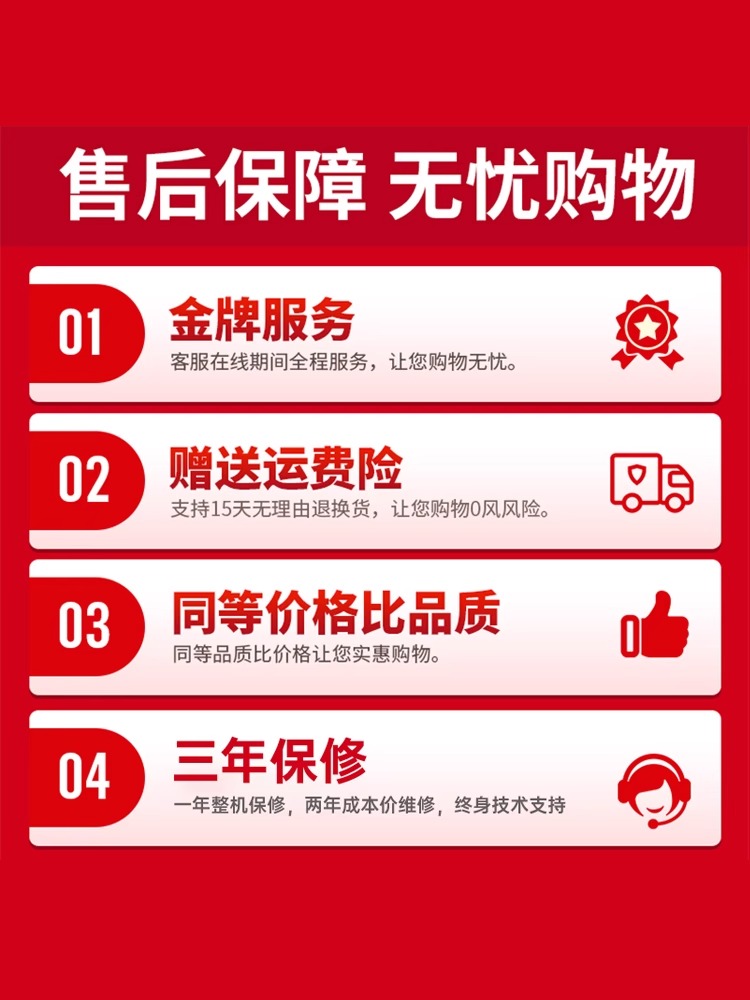 售后保障 无忧购物
01
金牌服务
客服在线期间全程服务，让您购物无忧。
02
赠送运费险
支持15天无理由退换货，让您购物0风风险。
03
同等价格比品质
同等品质比价格让您实惠购物。
04
三年保修
一年整机保修，两年成本价维修，终身技术支持